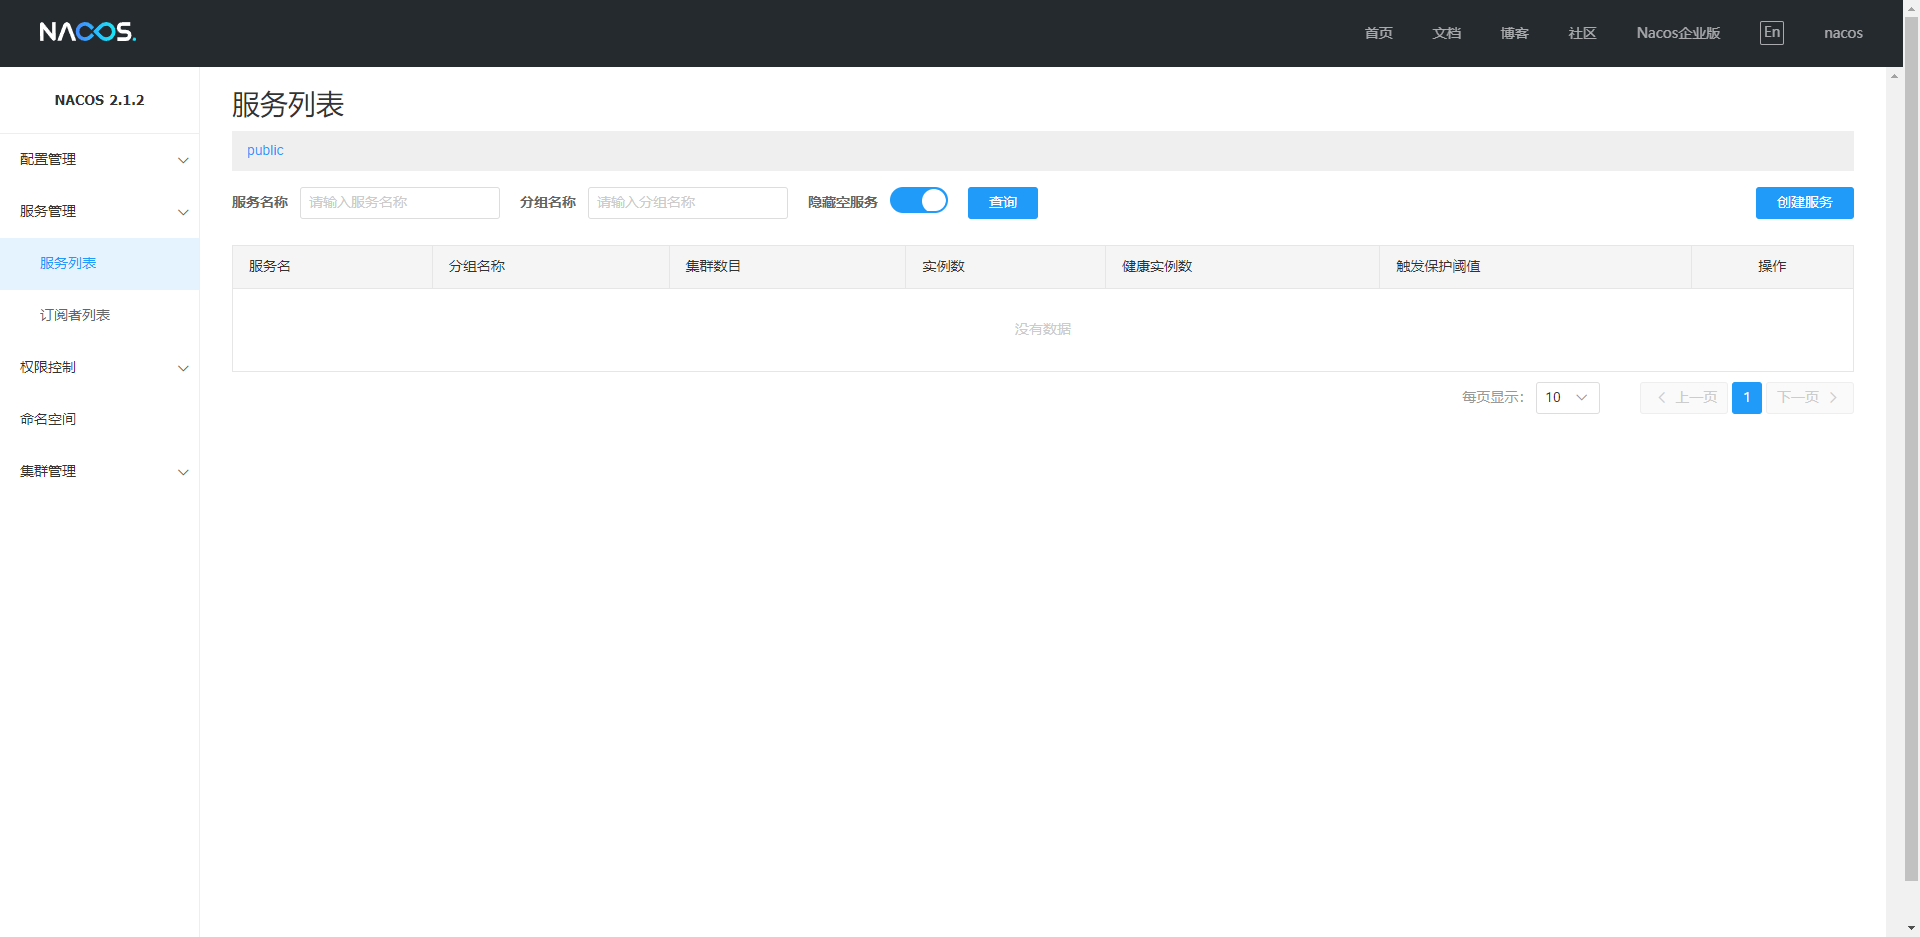 NACOS.
首页 文档 博客 社区 Nacos企业版 En nacos
NACOS 2.1.2
配置管理
服务管理
服务列表
订阅者列表
权限控制
命名空间
集群管理
服务列表
public
服务名称 请输入服务名称 分组名称 请输入分组名称 隐藏空服务 查询 创建服务
服务名 分组名称 集群数目 实例数 健康实例数 触发保护阈值 操作
没有数据
每页显示: 10 上一页 1 下一页